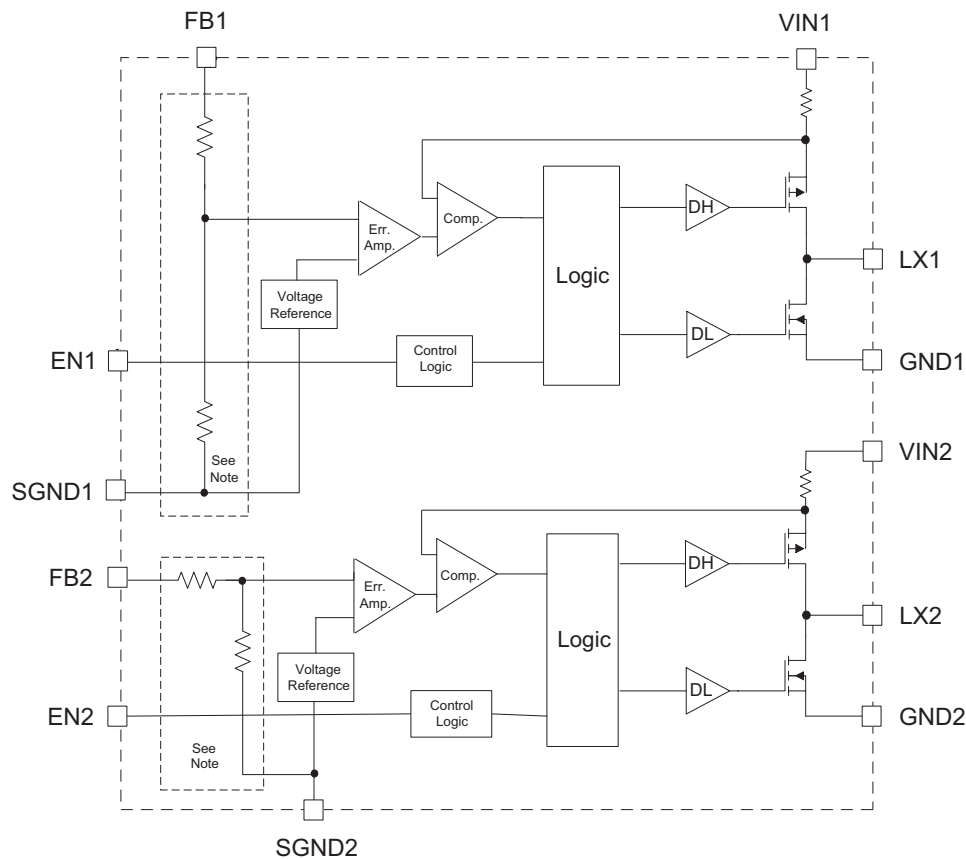 FB1
VIN1
Err.
Amp.
Comp.
DH
Logic
LX1
Voltage
Reference
DL
EN1
Control
Logic
GND1
See
Note
SGND1
VIN2
FB2
Err.
Amp.
Comp.
DH
Logic
LX2
Voltage
Reference
DL
EN2
Control
Logic
GND2
See
Note
SGND2